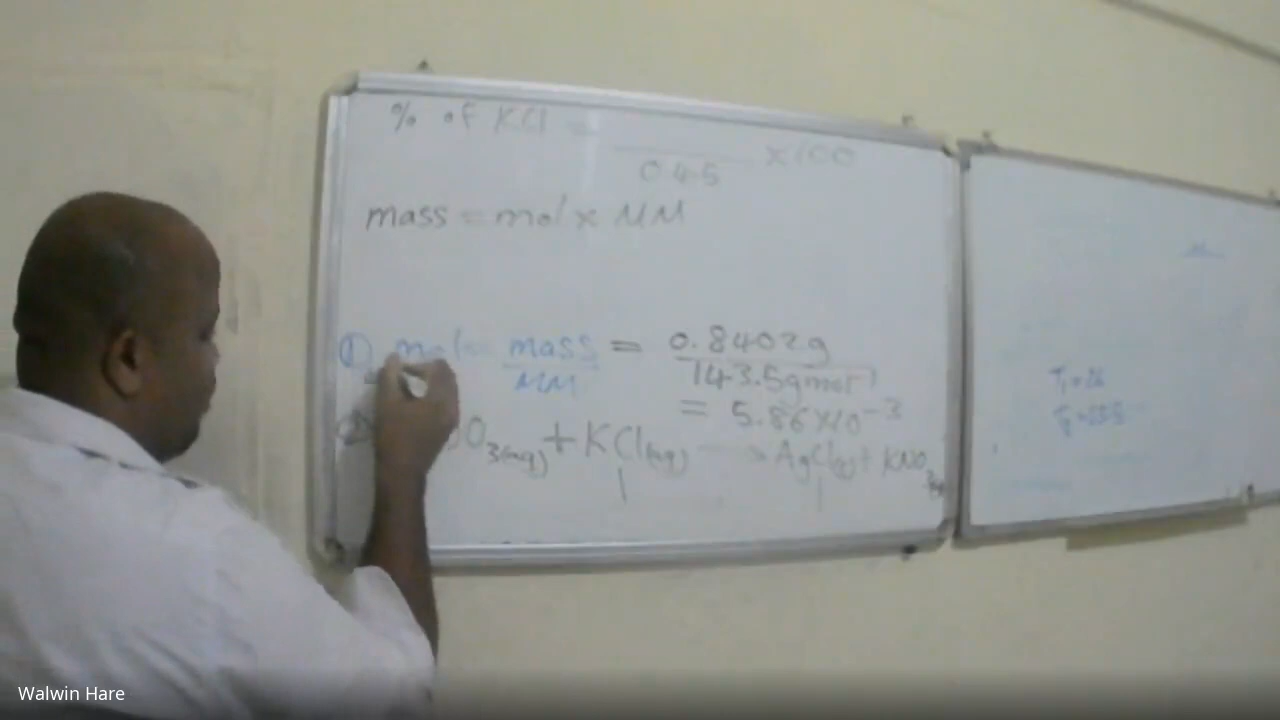 % of KCl = ——— x100
0.45
mass = mol x MM
① mol = mass = 0.8402g
MM 143.5gmol⁻¹
= 5.86x10⁻³
O₃(aq) + KCl(aq) → AgCl(s) + KNO₃
Walwin Hare